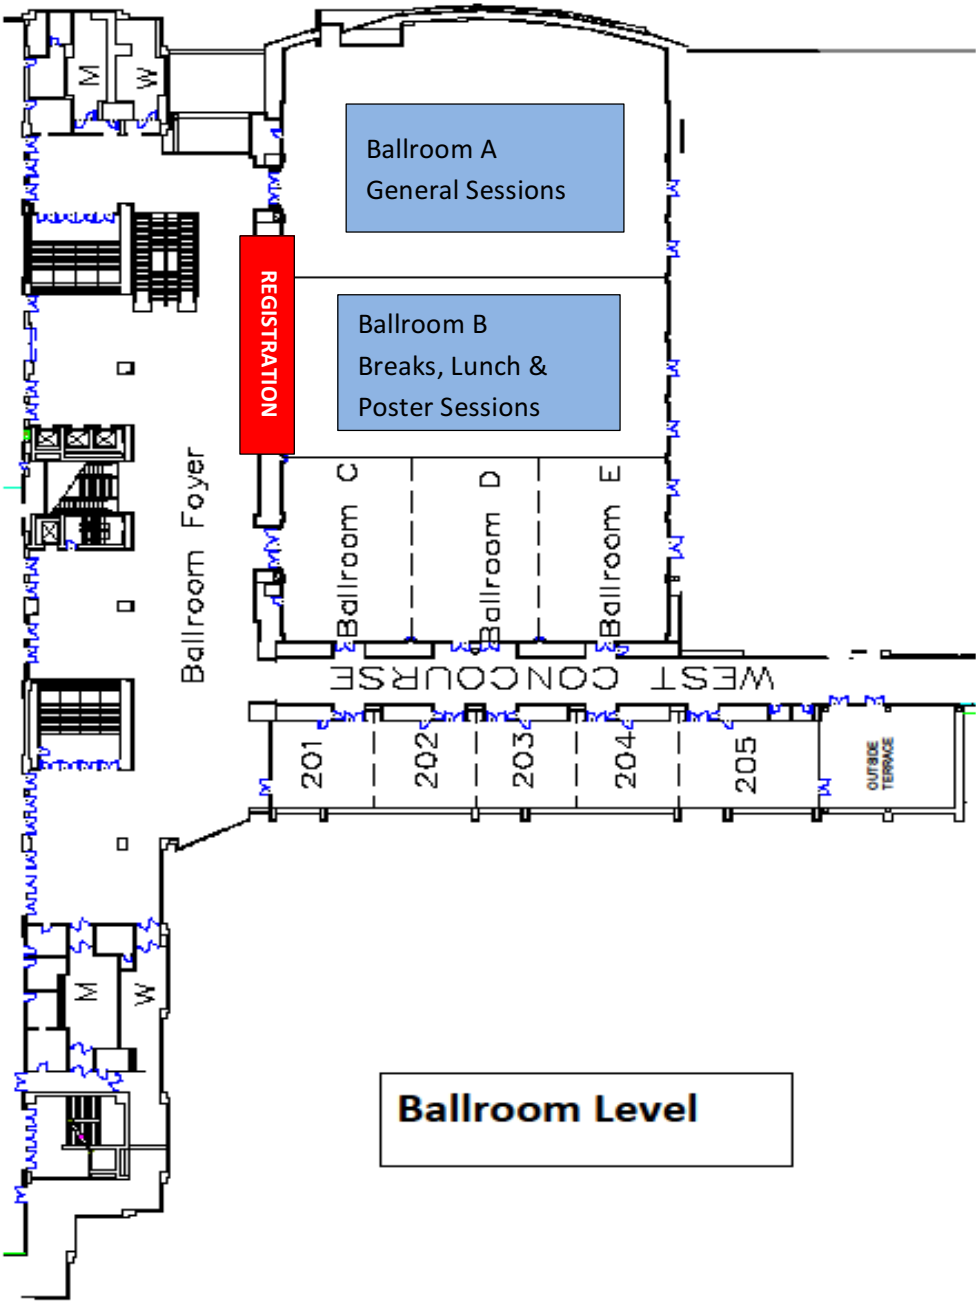 M
W
Ballroom A
General Sessions
REGISTRATION
Ballroom B
Breaks, Lunch &
Poster Sessions
Ballroom Foyer
Ballroom C
Ballroom D
Ballroom E
WEST CONCOURSE
201
202
203
204
205
OUTSIDE
TERRACE
M
W
Ballroom Level